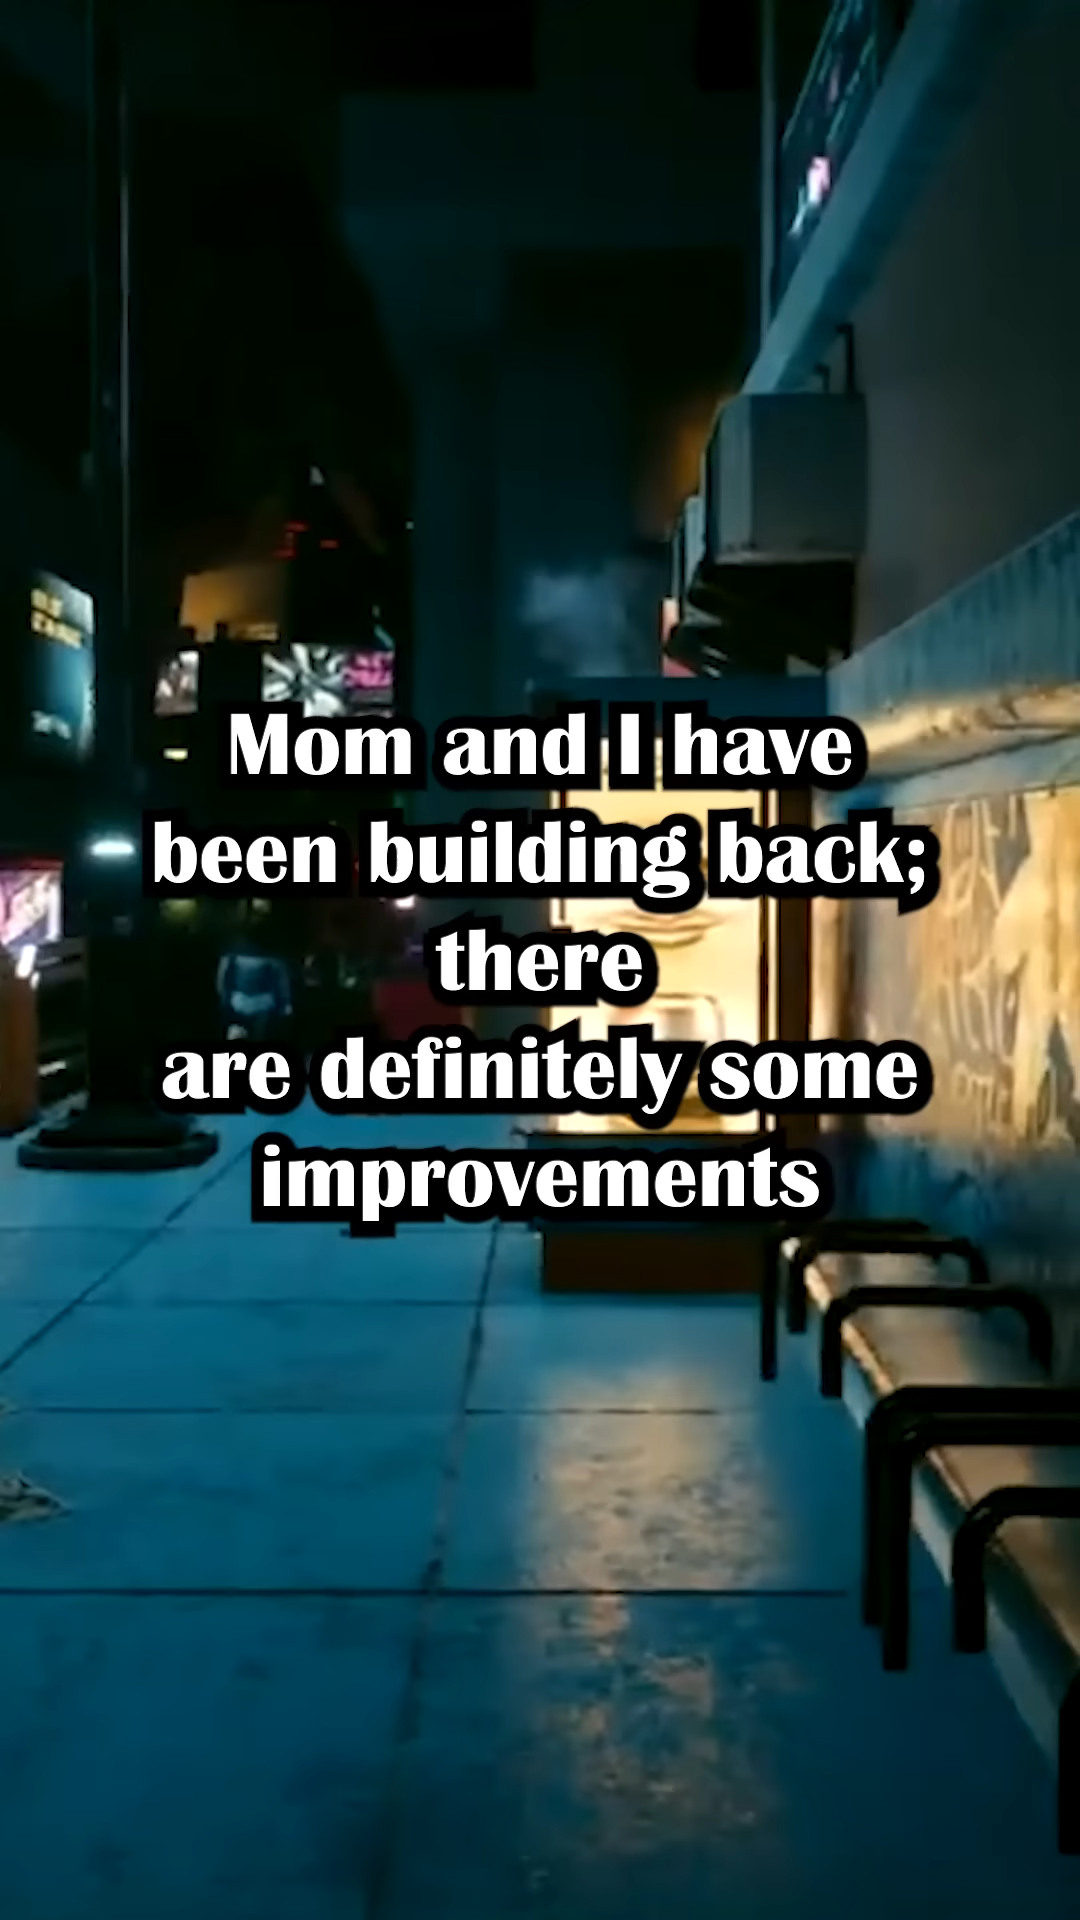 Mom and I have
been building back;
there
are definitely some
improvements